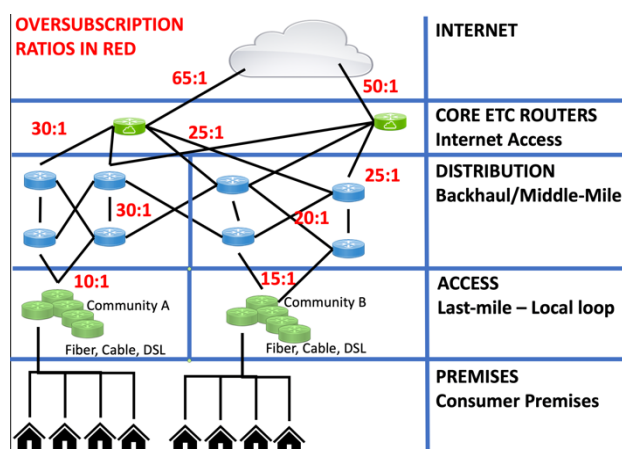 OVERSUBSCRIPTION
RATIOS IN RED
INTERNET
65:1
50:1
30:1
25:1
CORE ETC ROUTERS
Internet Access
25:1
DISTRIBUTION
Backhaul/Middle-Mile
30:1
20:1
10:1
15:1
ACCESS
Last-mile – Local loop
Community A
Community B
Fiber, Cable, DSL
Fiber, Cable, DSL
PREMISES
Consumer Premises